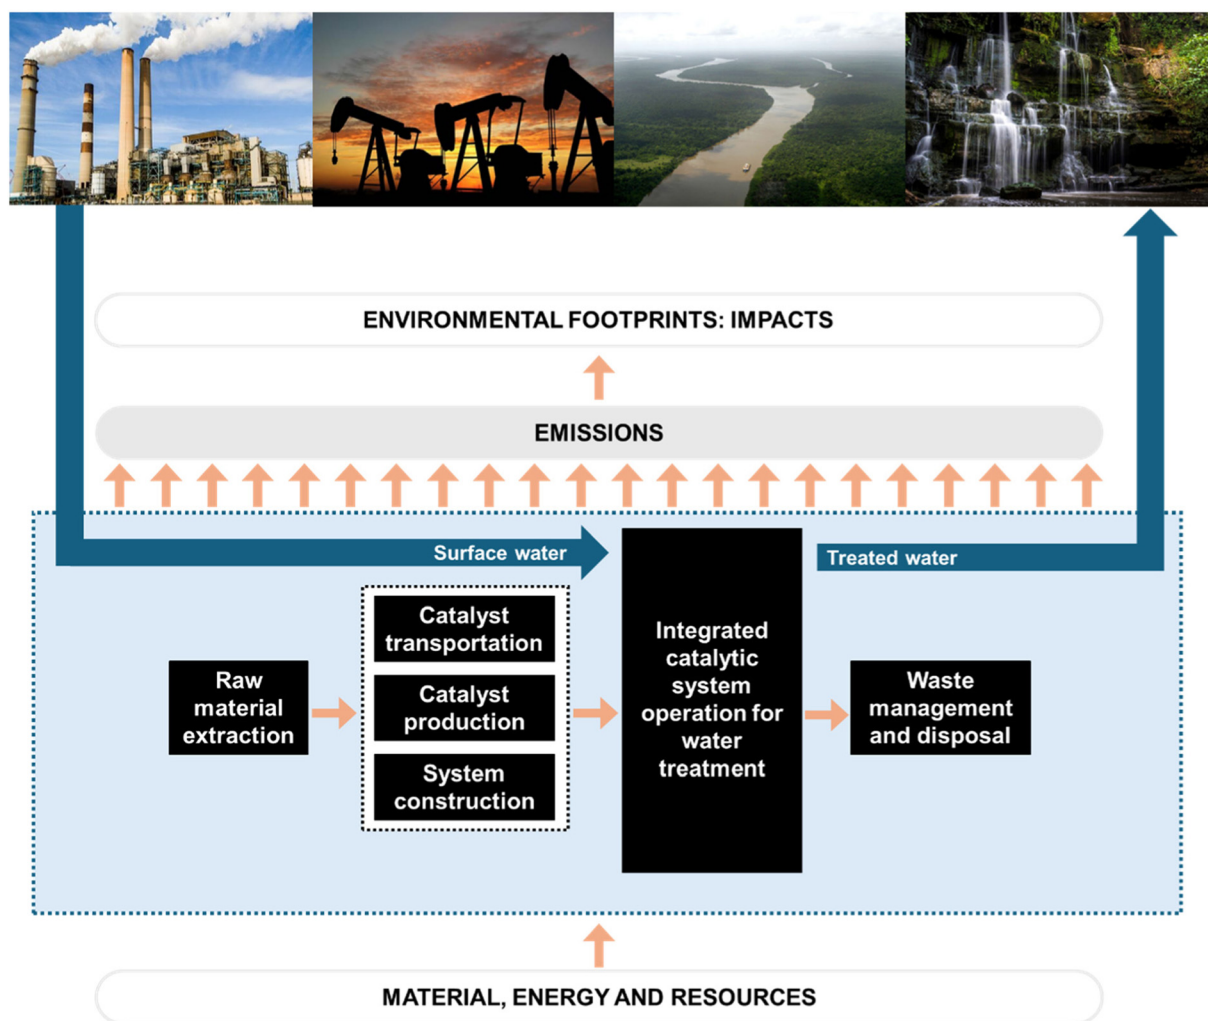 ENVIRONMENTAL FOOTPRINTS: IMPACTS
EMISSIONS
Surface water
Treated water
Catalyst
transportation
Raw
material
extraction
Catalyst
production
System
construction
Integrated
catalytic
system
operation for
water
treatment
Waste
management
and disposal
MATERIAL, ENERGY AND RESOURCES